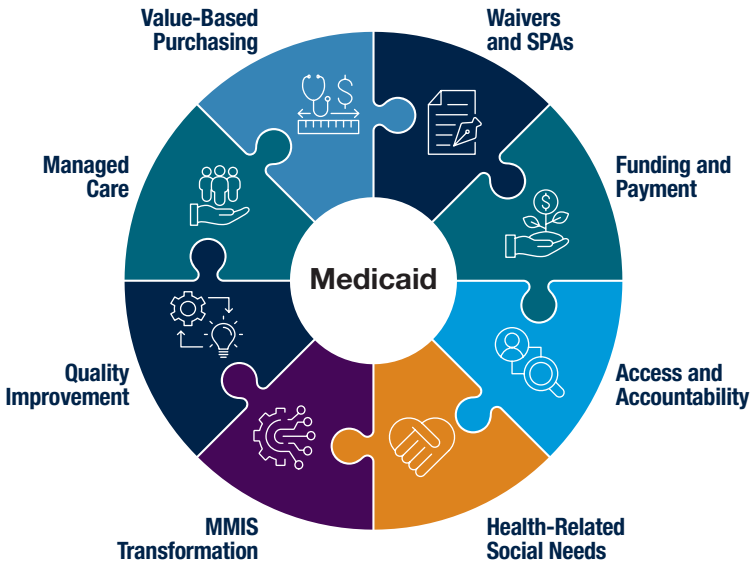 Value-Based
Purchasing
Waivers
and SPAs
Managed
Care
Funding and
Payment
Medicaid
Quality
Improvement
Access and
Accountability
MMIS
Transformation
Health-Related
Social Needs
$
$